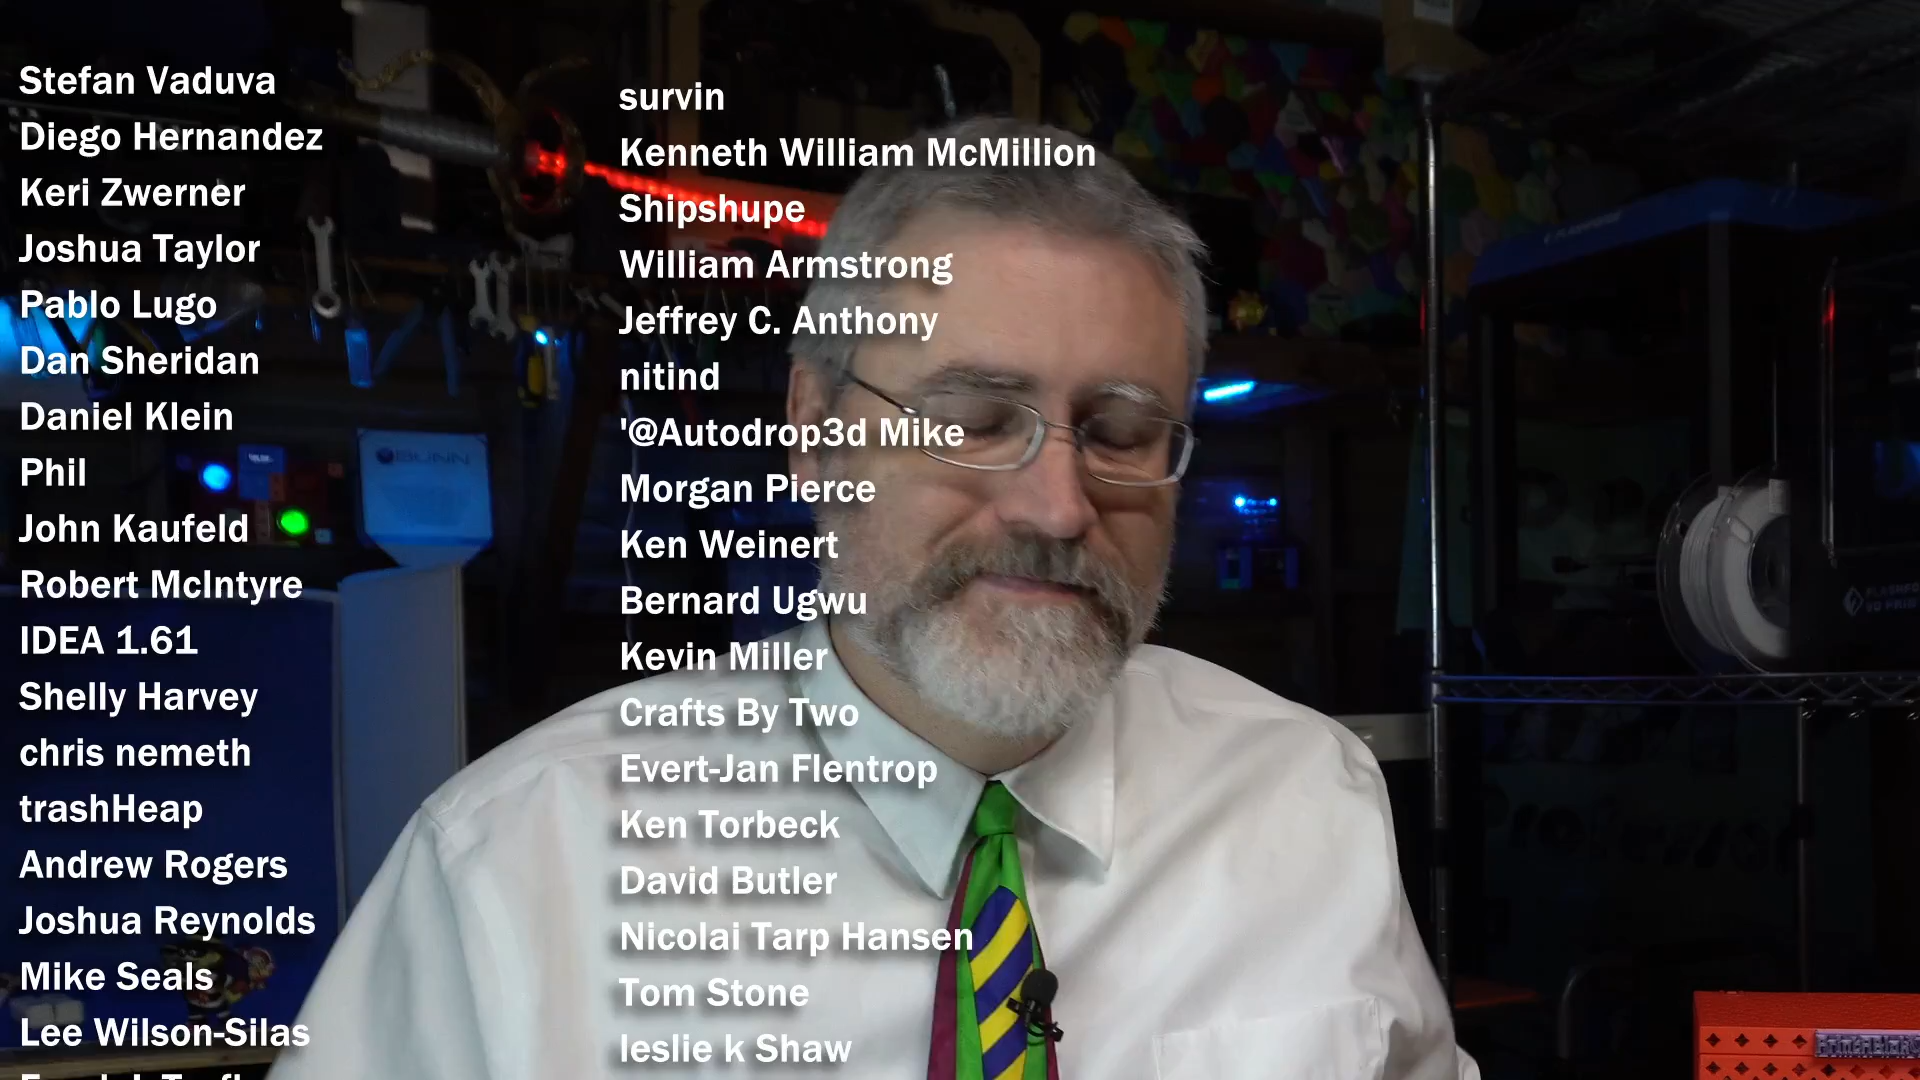 Stefan Vaduva
Diego Hernandez
Keri Zwerner
Joshua Taylor
Pablo Lugo
Dan Sheridan
Daniel Klein
Phil
John Kaufeld
Robert McIntyre
IDEA 1.61
Shelly Harvey
chris nemeth
trashHeap
Andrew Rogers
Joshua Reynolds
Mike Seals
Lee Wilson-Silas
survin
Kenneth William McMillion
Shipshupe
William Armstrong
Jeffrey C. Anthony
nitind
'@Autodrop3d Mike
Morgan Pierce
Ken Weinert
Bernard Ugwu
Kevin Miller
Crafts By Two
Evert-Jan Flentrop
Ken Torbeck
David Butler
Nicolai Tarp Hansen
Tom Stone
leslie k Shaw
BUNN